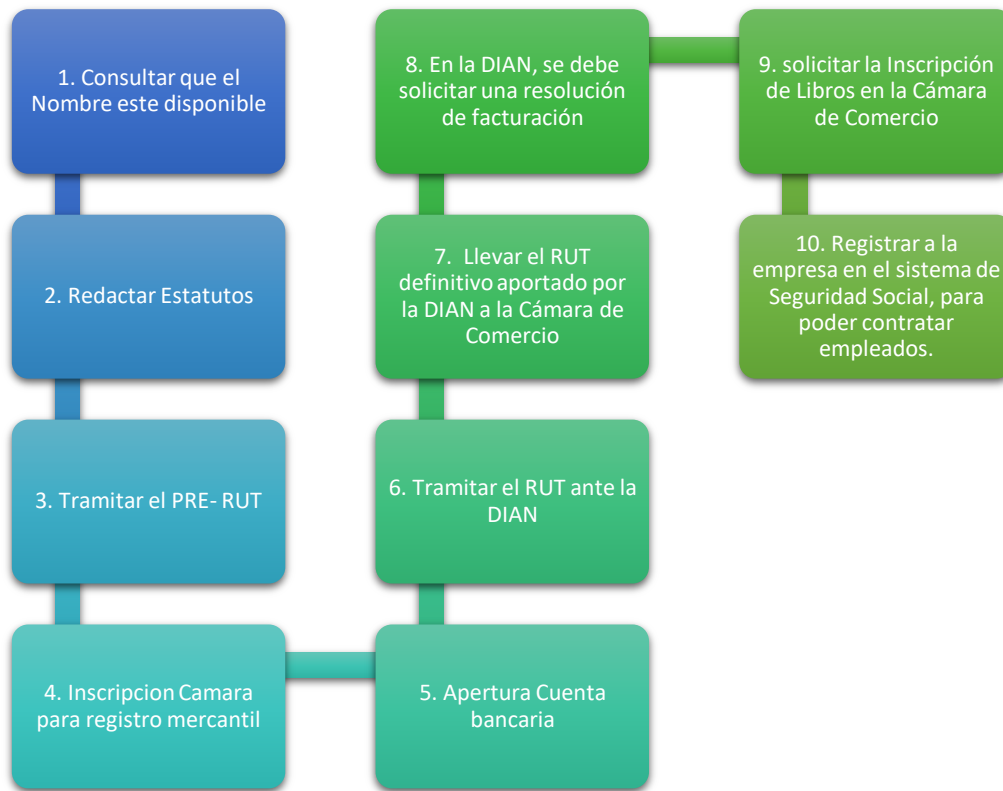 1. Consultar que el
Nombre este disponible
2. Redactar Estatutos
3. Tramitar el PRE- RUT
4. Inscripcion Camara
para registro mercantil
5. Apertura Cuenta
bancaria
6. Tramitar el RUT ante la
DIAN
7. Llevar el RUT
definitivo aportado por
la DIAN a la Cámara de
Comercio
8. En la DIAN, se debe
solicitar una resolución
de facturación
9. solicitar la Inscripción
de Libros en la Cámara
de Comercio
10. Registrar a la
empresa en el sistema de
Seguridad Social, para
poder contratar
empleados.